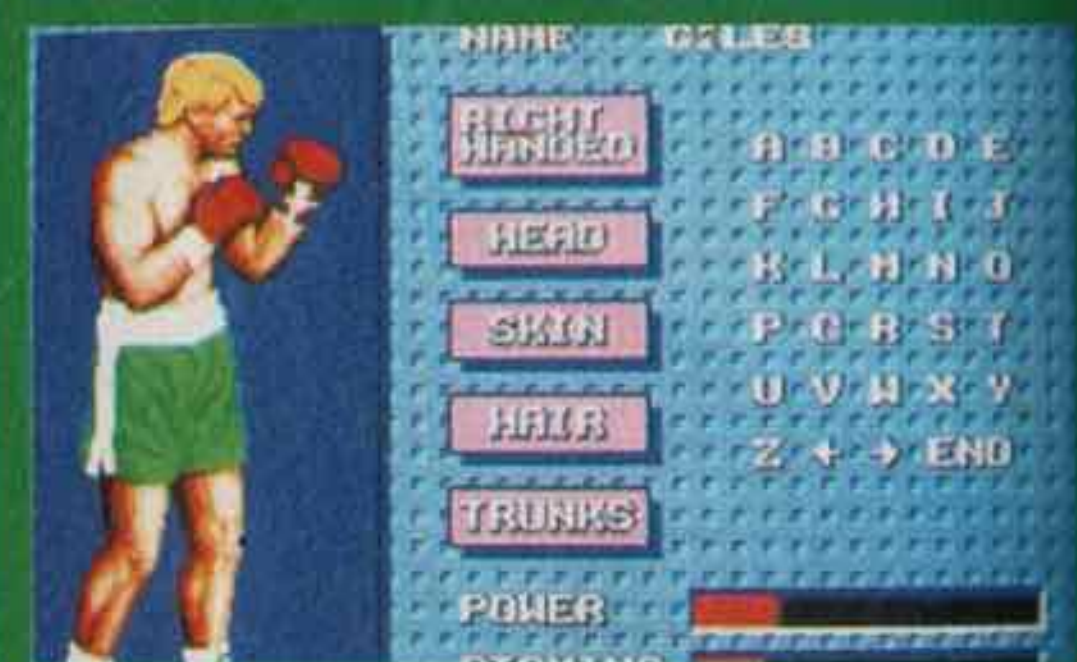 NAME
RIGHT
HANDED
HEAD
SKIN
HAIR
TRUNKS
A B C D E
F G H I J
K L M N O
P Q R S T
U V W X Y
Z ← → END
POWER